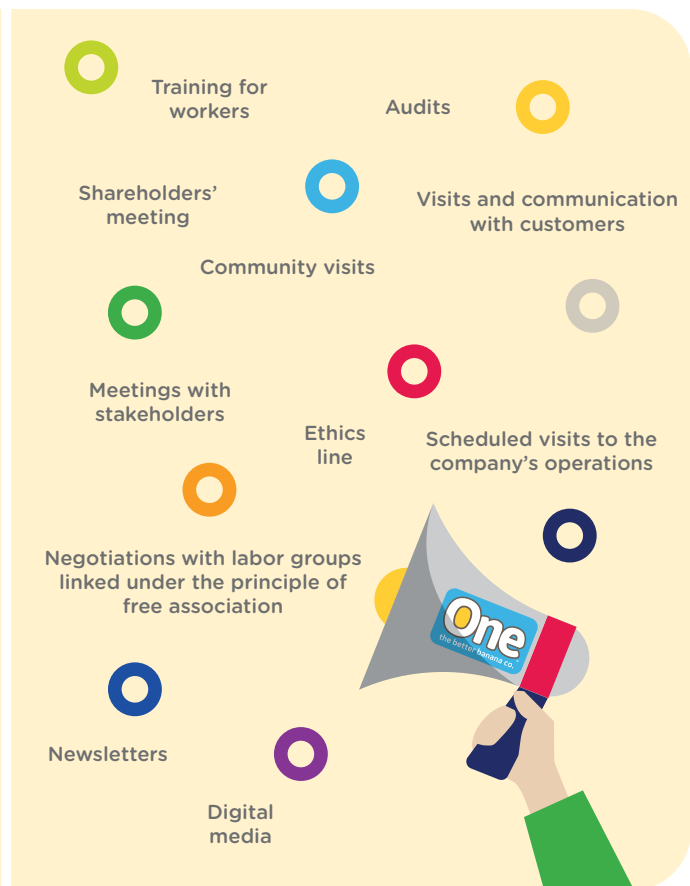 Training for
workers
Audits
Shareholders’
meeting
Visits and communication
with customers
Community visits
Meetings with
stakeholders
Ethics
line
Scheduled visits to the
company’s operations
Negotiations with labor groups
linked under the principle of
free association
One
the better banana co.
Newsletters
Digital
media